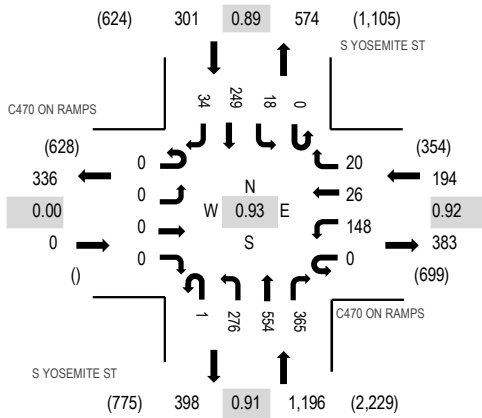 (624) 301 0.89 574 (1,105)
S YOSEMITE ST
34 249 18 0
C470 ON RAMPS
(628)
336
0.00
0
()
0
0
0
0
N
W 0.93 E
S
20
26
148
0
(354)
194
0.92
383
(699)
1 276 554 365
C470 ON RAMPS
S YOSEMITE ST
(775) 398 0.91 1,196 (2,229)